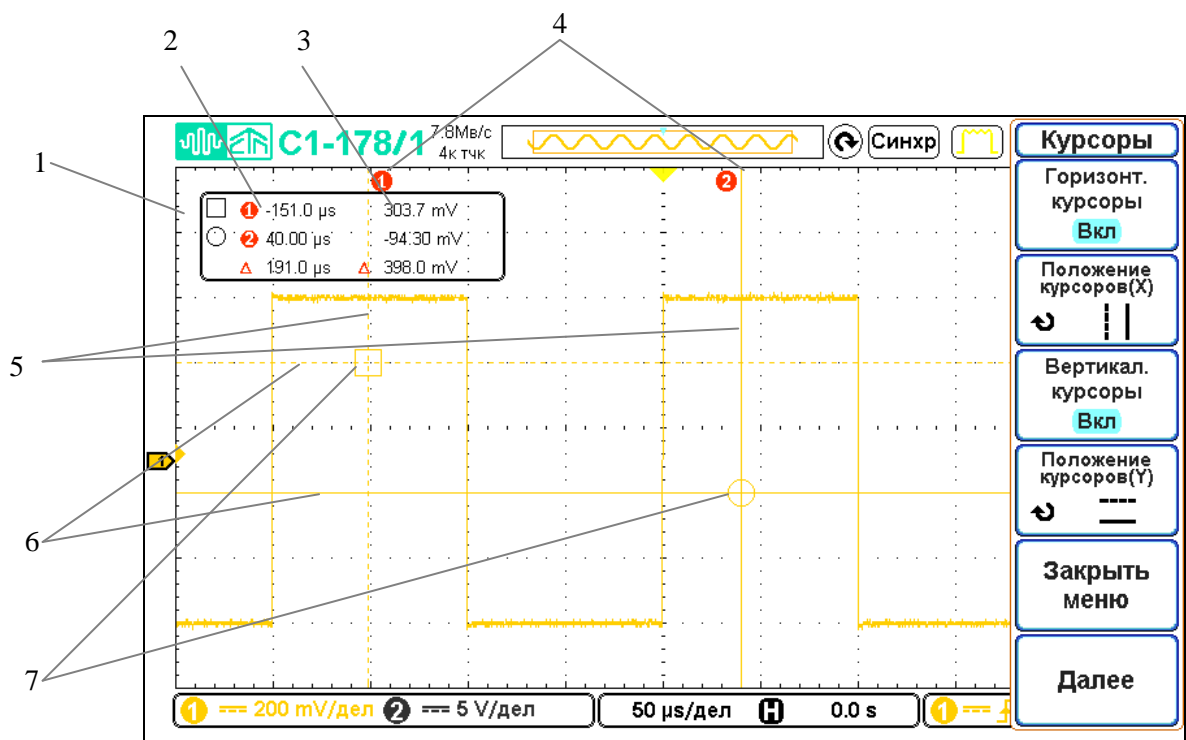 4
2
3
1
5
6
7
С1-178/1
7.8Мв/с
4к тчк
Синхр
1
2
1 -151.0 µs 303.7 mV
2 40.00 µs -94.30 mV
Δ 191.0 µs Δ 398.0 mV
1
1 200 mV/дел 2 5 V/дел
50 µs/дел H 0.0 s
1
Курсоры
Горизонт.
курсоры
Вкл
Положение
курсоров(X)
Вертикал.
курсоры
Вкл
Положение
курсоров(Y)
Закрыть
меню
Далее